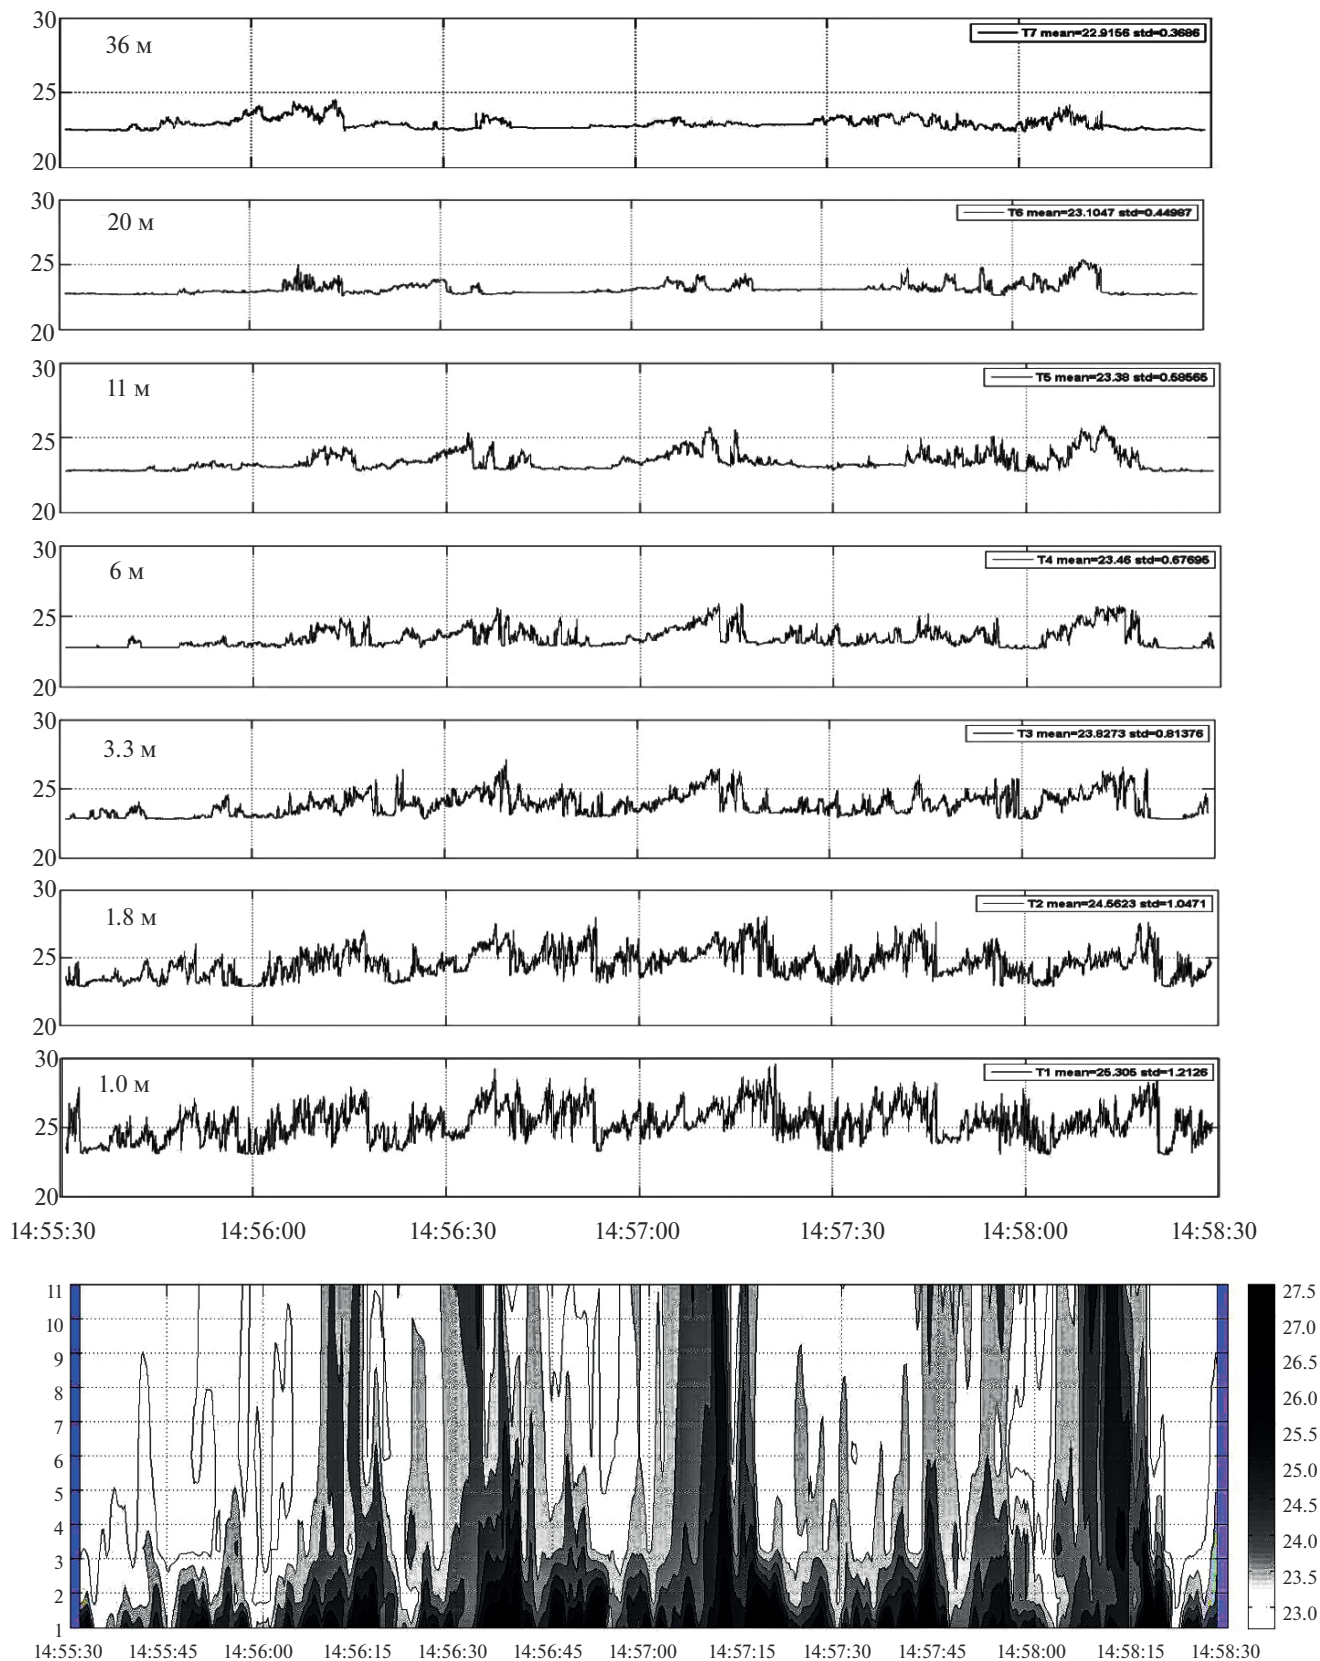 30
36 м
T7 mean=22.9156 std=0.3686
25
20
30
20 м
T6 mean=23.1047 std=0.44987
25
20
30
11 м
T5 mean=23.38 std=0.58565
25
20
30
6 м
T4 mean=23.46 std=0.67695
25
20
30
3.3 м
T3 mean=23.8273 std=0.81376
25
20
30
1.8 м
T2 mean=24.5623 std=1.0471
25
20
30
1.0 м
T1 mean=25.305 std=1.2126
25
20
14:55:30 14:56:00 14:56:30 14:57:00 14:57:30 14:58:00 14:58:30
11
10
9
8
7
6
5
4
3
2
1
27.5
27.0
26.5
26.0
25.5
25.0
24.5
24.0
23.5
23.0
14:55:30 14:55:45 14:56:00 14:56:15 14:56:30 14:56:45 14:57:00 14:57:15 14:57:30 14:57:45 14:58:00 14:58:15 14:58:30